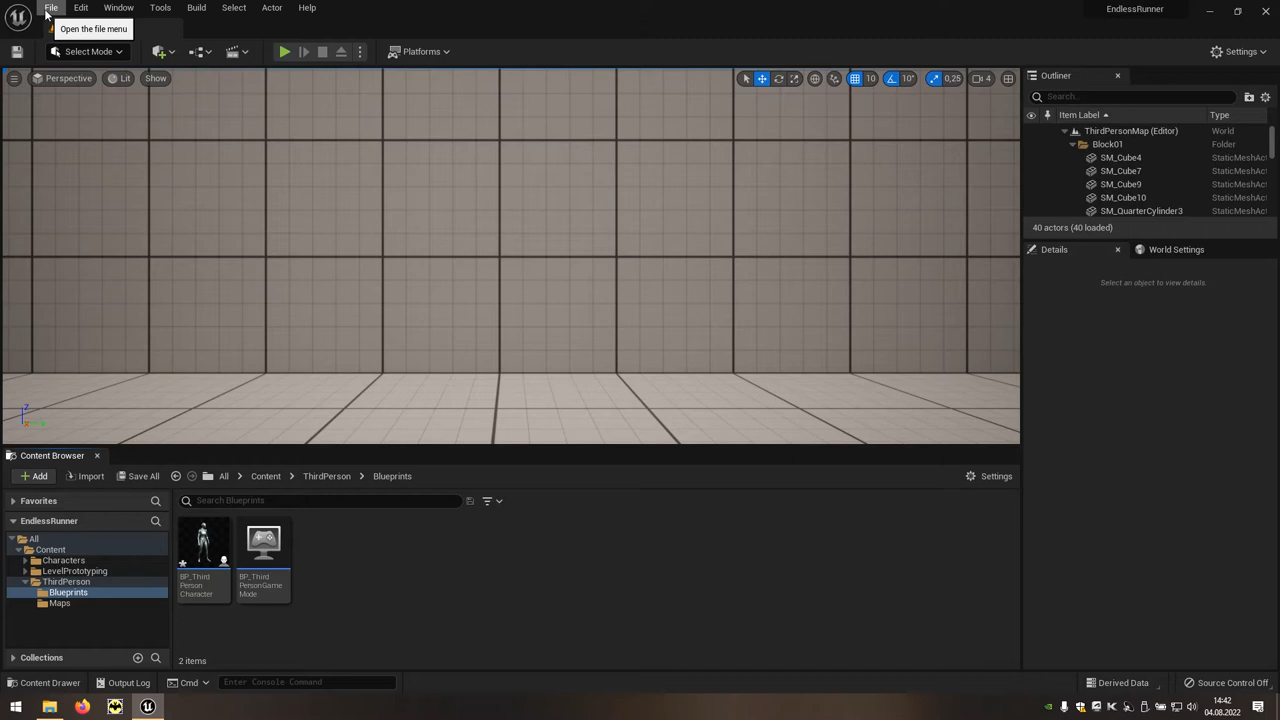 File Edit Window Tools Build Select Actor Help
EndlessRunner
Open the file menu
Select Mode
Platforms
Settings
Perspective Lit Show
10 10° 0,25 4
Outliner
Search...
Item Label Type
ThirdPersonMap (Editor) World
Block01 Folder
SM_Cube4 StaticMeshAct
SM_Cube7 StaticMeshAct
SM_Cube9 StaticMeshAct
SM_Cube10 StaticMeshAct
SM_QuarterCylinder3 StaticMeshAct
40 actors (40 loaded)
Details World Settings
Select an object to view details.
Z
Content Browser
Add Import Save All All Content ThirdPerson Blueprints Settings
Favorites
Search Blueprints
EndlessRunner
All
Content
Characters
LevelPrototyping
ThirdPerson
Blueprints
Maps
BP_Third
Person
Character
BP_Third
PersonGame
Mode
Collections
2 items
Content Drawer Output Log Cmd Enter Console Command Derived Data Source Control Off
14:42
04.08.2022